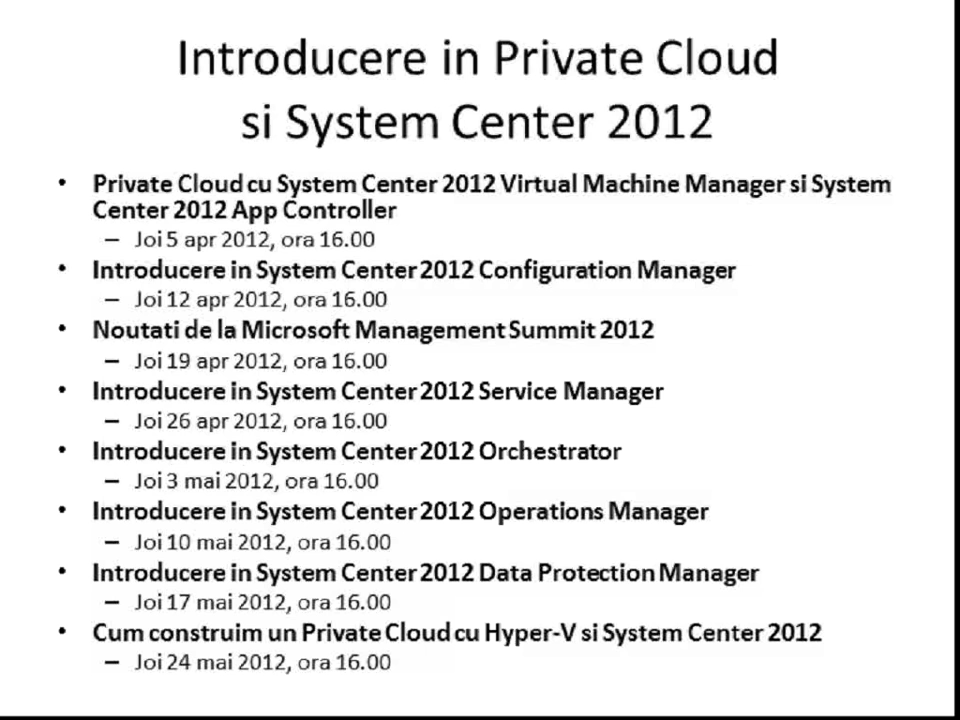 Introducere in Private Cloud
si System Center 2012
• Private Cloud cu System Center 2012 Virtual Machine Manager si System
Center 2012 App Controller
– Joi 5 apr 2012, ora 16.00
• Introducere in System Center 2012 Configuration Manager
– Joi 12 apr 2012, ora 16.00
• Noutati de la Microsoft Management Summit 2012
– Joi 19 apr 2012, ora 16.00
• Introducere in System Center 2012 Service Manager
– Joi 26 apr 2012, ora 16.00
• Introducere in System Center 2012 Orchestrator
– Joi 3 mai 2012, ora 16.00
• Introducere in System Center 2012 Operations Manager
– Joi 10 mai 2012, ora 16.00
• Introducere in System Center 2012 Data Protection Manager
– Joi 17 mai 2012, ora 16.00
• Cum construim un Private Cloud cu Hyper-V si System Center 2012
– Joi 24 mai 2012, ora 16.00